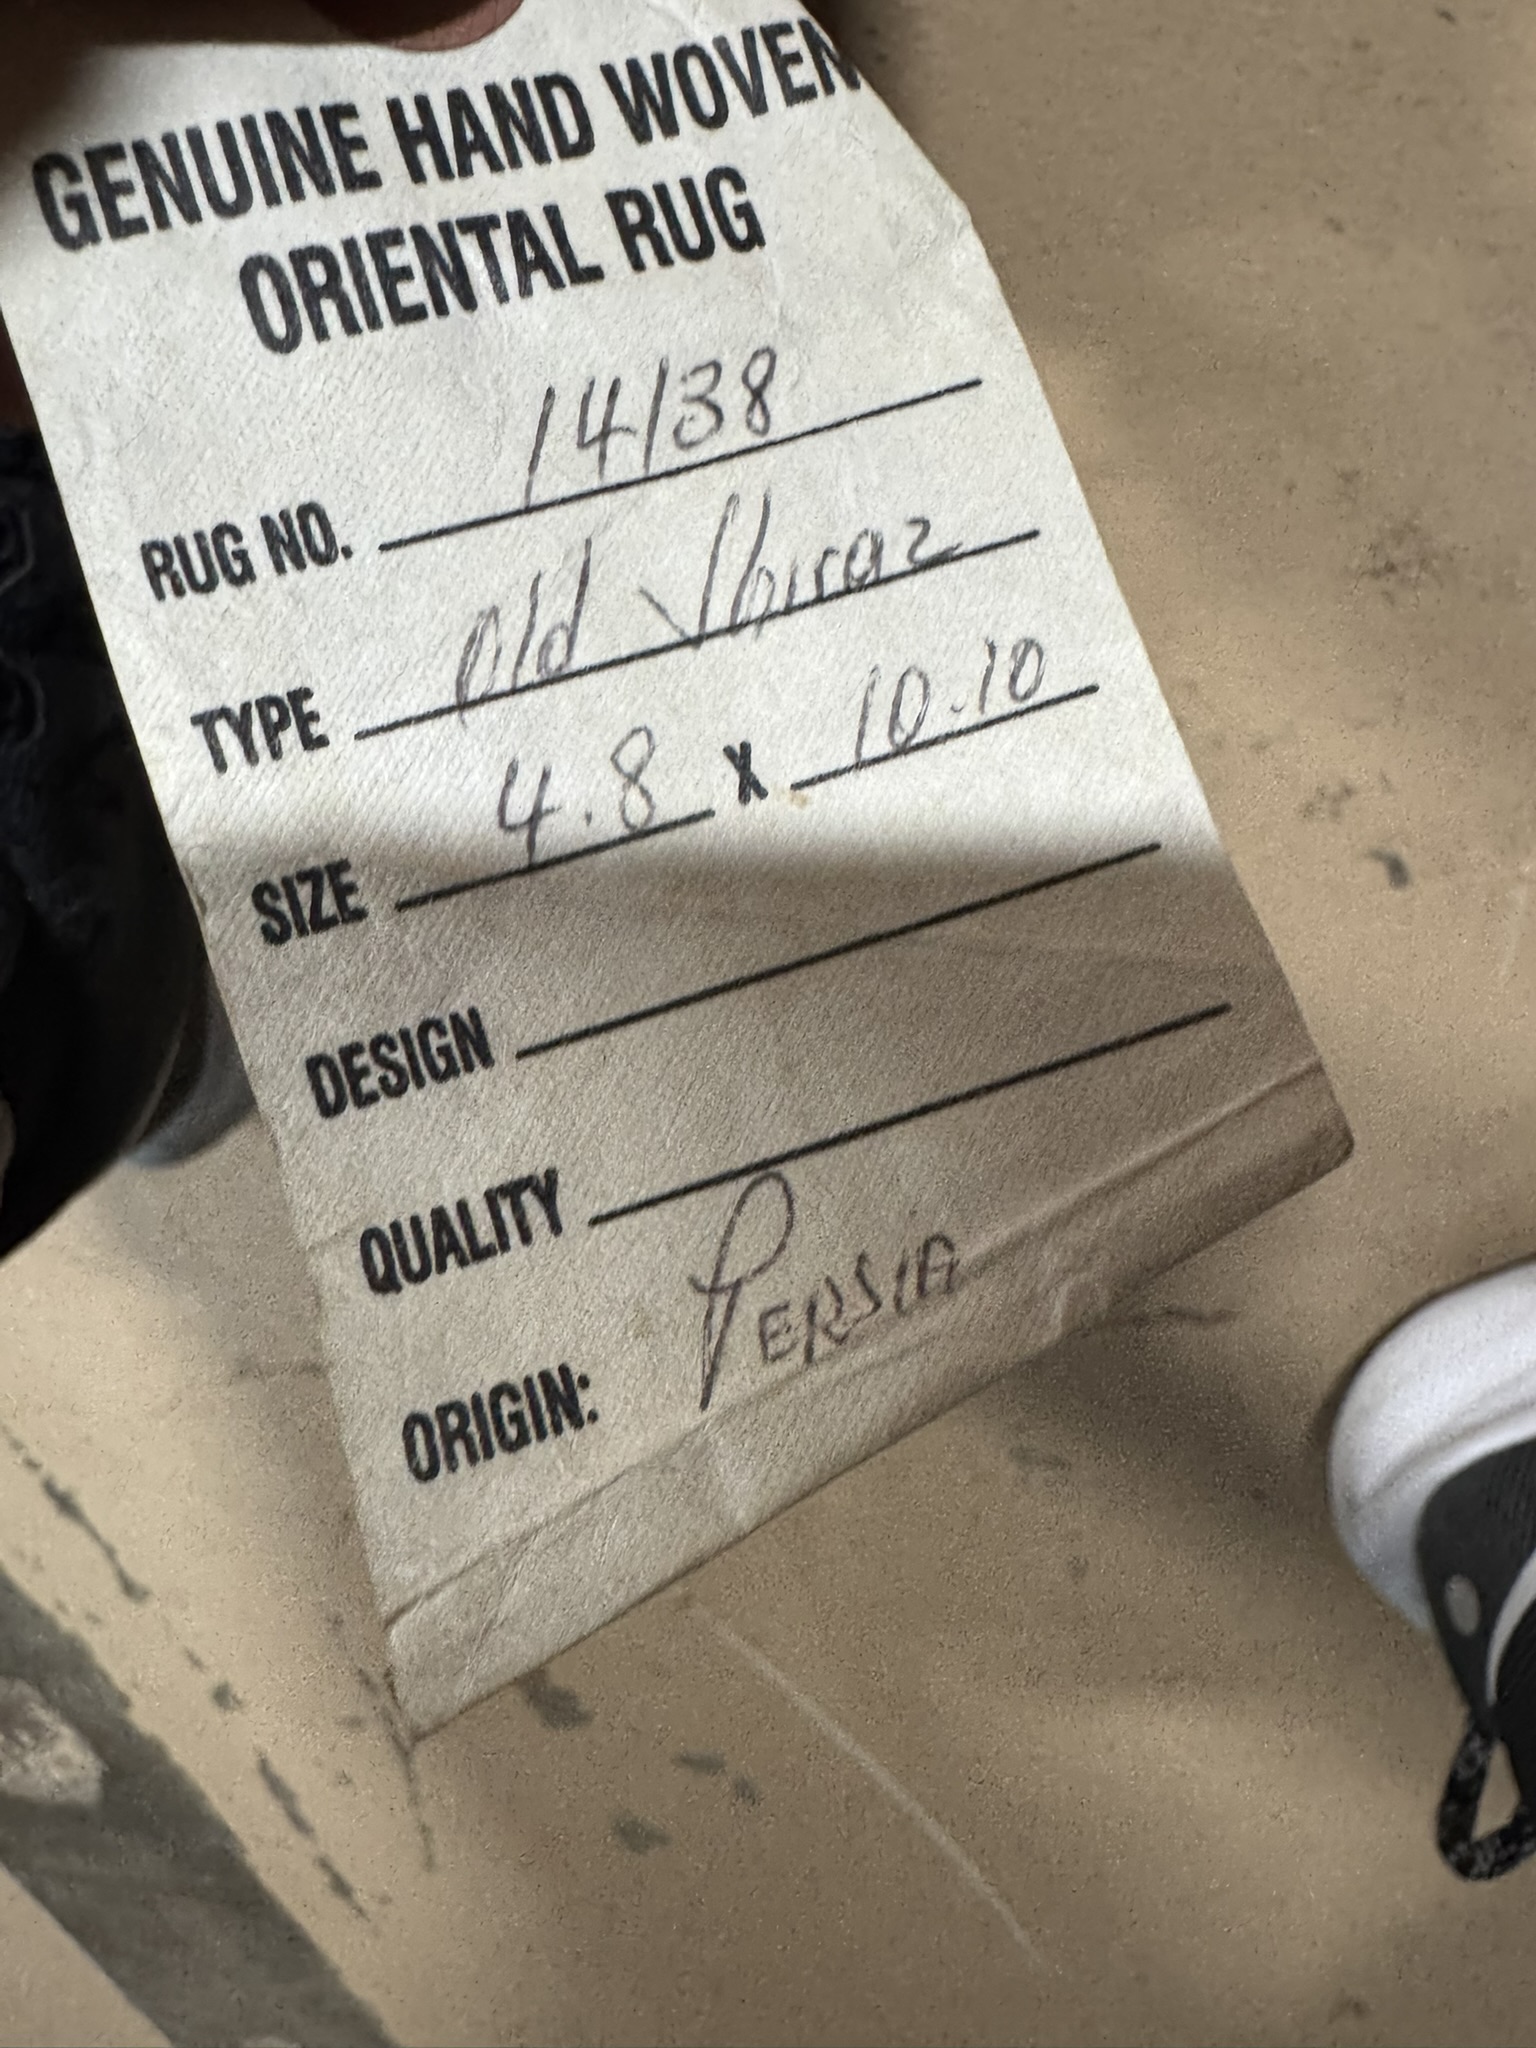 GENUINE HAND WOVEN
ORIENTAL RUG
RUG NO. 14138
TYPE Old Shiraz
SIZE 4.8 X 10.10
DESIGN
QUALITY
ORIGIN: PERSIA